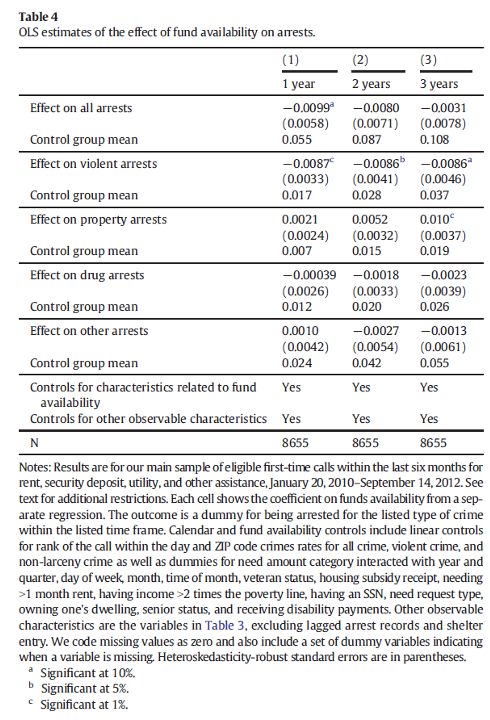 Table 4
OLS estimates of the effect of fund availability on arrests.
(1) (2) (3)
1 year 2 years 3 years
Effect on all arrests −0.0099a −0.0080 −0.0031
(0.0058) (0.0071) (0.0078)
Control group mean 0.055 0.087 0.108
Effect on violent arrests −0.0087c −0.0086b −0.0086a
(0.0033) (0.0041) (0.0046)
Control group mean 0.017 0.028 0.037
Effect on property arrests 0.0021 0.0052 0.010c
(0.0024) (0.0032) (0.0037)
Control group mean 0.007 0.015 0.019
Effect on drug arrests −0.00039 −0.0018 −0.0023
(0.0026) (0.0033) (0.0039)
Control group mean 0.012 0.020 0.026
Effect on other arrests 0.0010 −0.0027 −0.0013
(0.0042) (0.0054) (0.0061)
Control group mean 0.024 0.042 0.055
Controls for characteristics related to fund Yes Yes Yes
availability
Controls for other observable characteristics Yes Yes Yes
N 8655 8655 8655
Notes: Results are for our main sample of eligible first-time calls within the last six months for
rent, security deposit, utility, and other assistance, January 20, 2010–September 14, 2012. See
text for additional restrictions. Each cell shows the coefficient on funds availability from a sep-
arate regression. The outcome is a dummy for being arrested for the listed type of crime
within the listed time frame. Calendar and fund availability controls include linear controls
for rank of the call within the day and ZIP code crimes rates for all crime, violent crime, and
non-larceny crime as well as dummies for need amount category interacted with year and
quarter, day of week, month, time of month, veteran status, housing subsidy receipt, needing
>1 month rent, having income >2 times the poverty line, having an SSN, need request type,
owning one's dwelling, senior status, and receiving disability payments. Other observable
characteristics are the variables in Table 3, excluding lagged arrest records and shelter
entry. We code missing values as zero and also include a set of dummy variables indicating
when a variable is missing. Heteroskedasticity-robust standard errors are in parentheses.
a Significant at 10%.
b Significant at 5%.
c Significant at 1%.